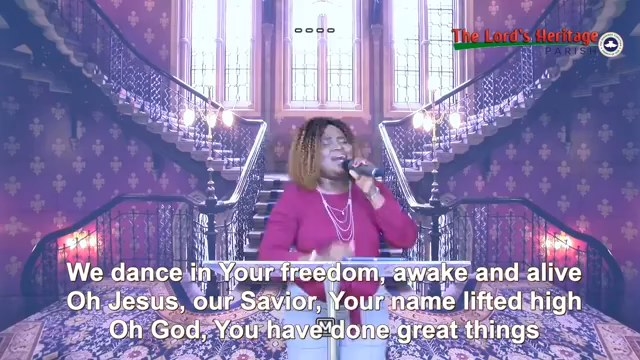 The Lord's Heritage
PARISH
We dance in Your freedom, awake and alive
Oh Jesus, our Savior, Your name lifted high
Oh God, You have done great things